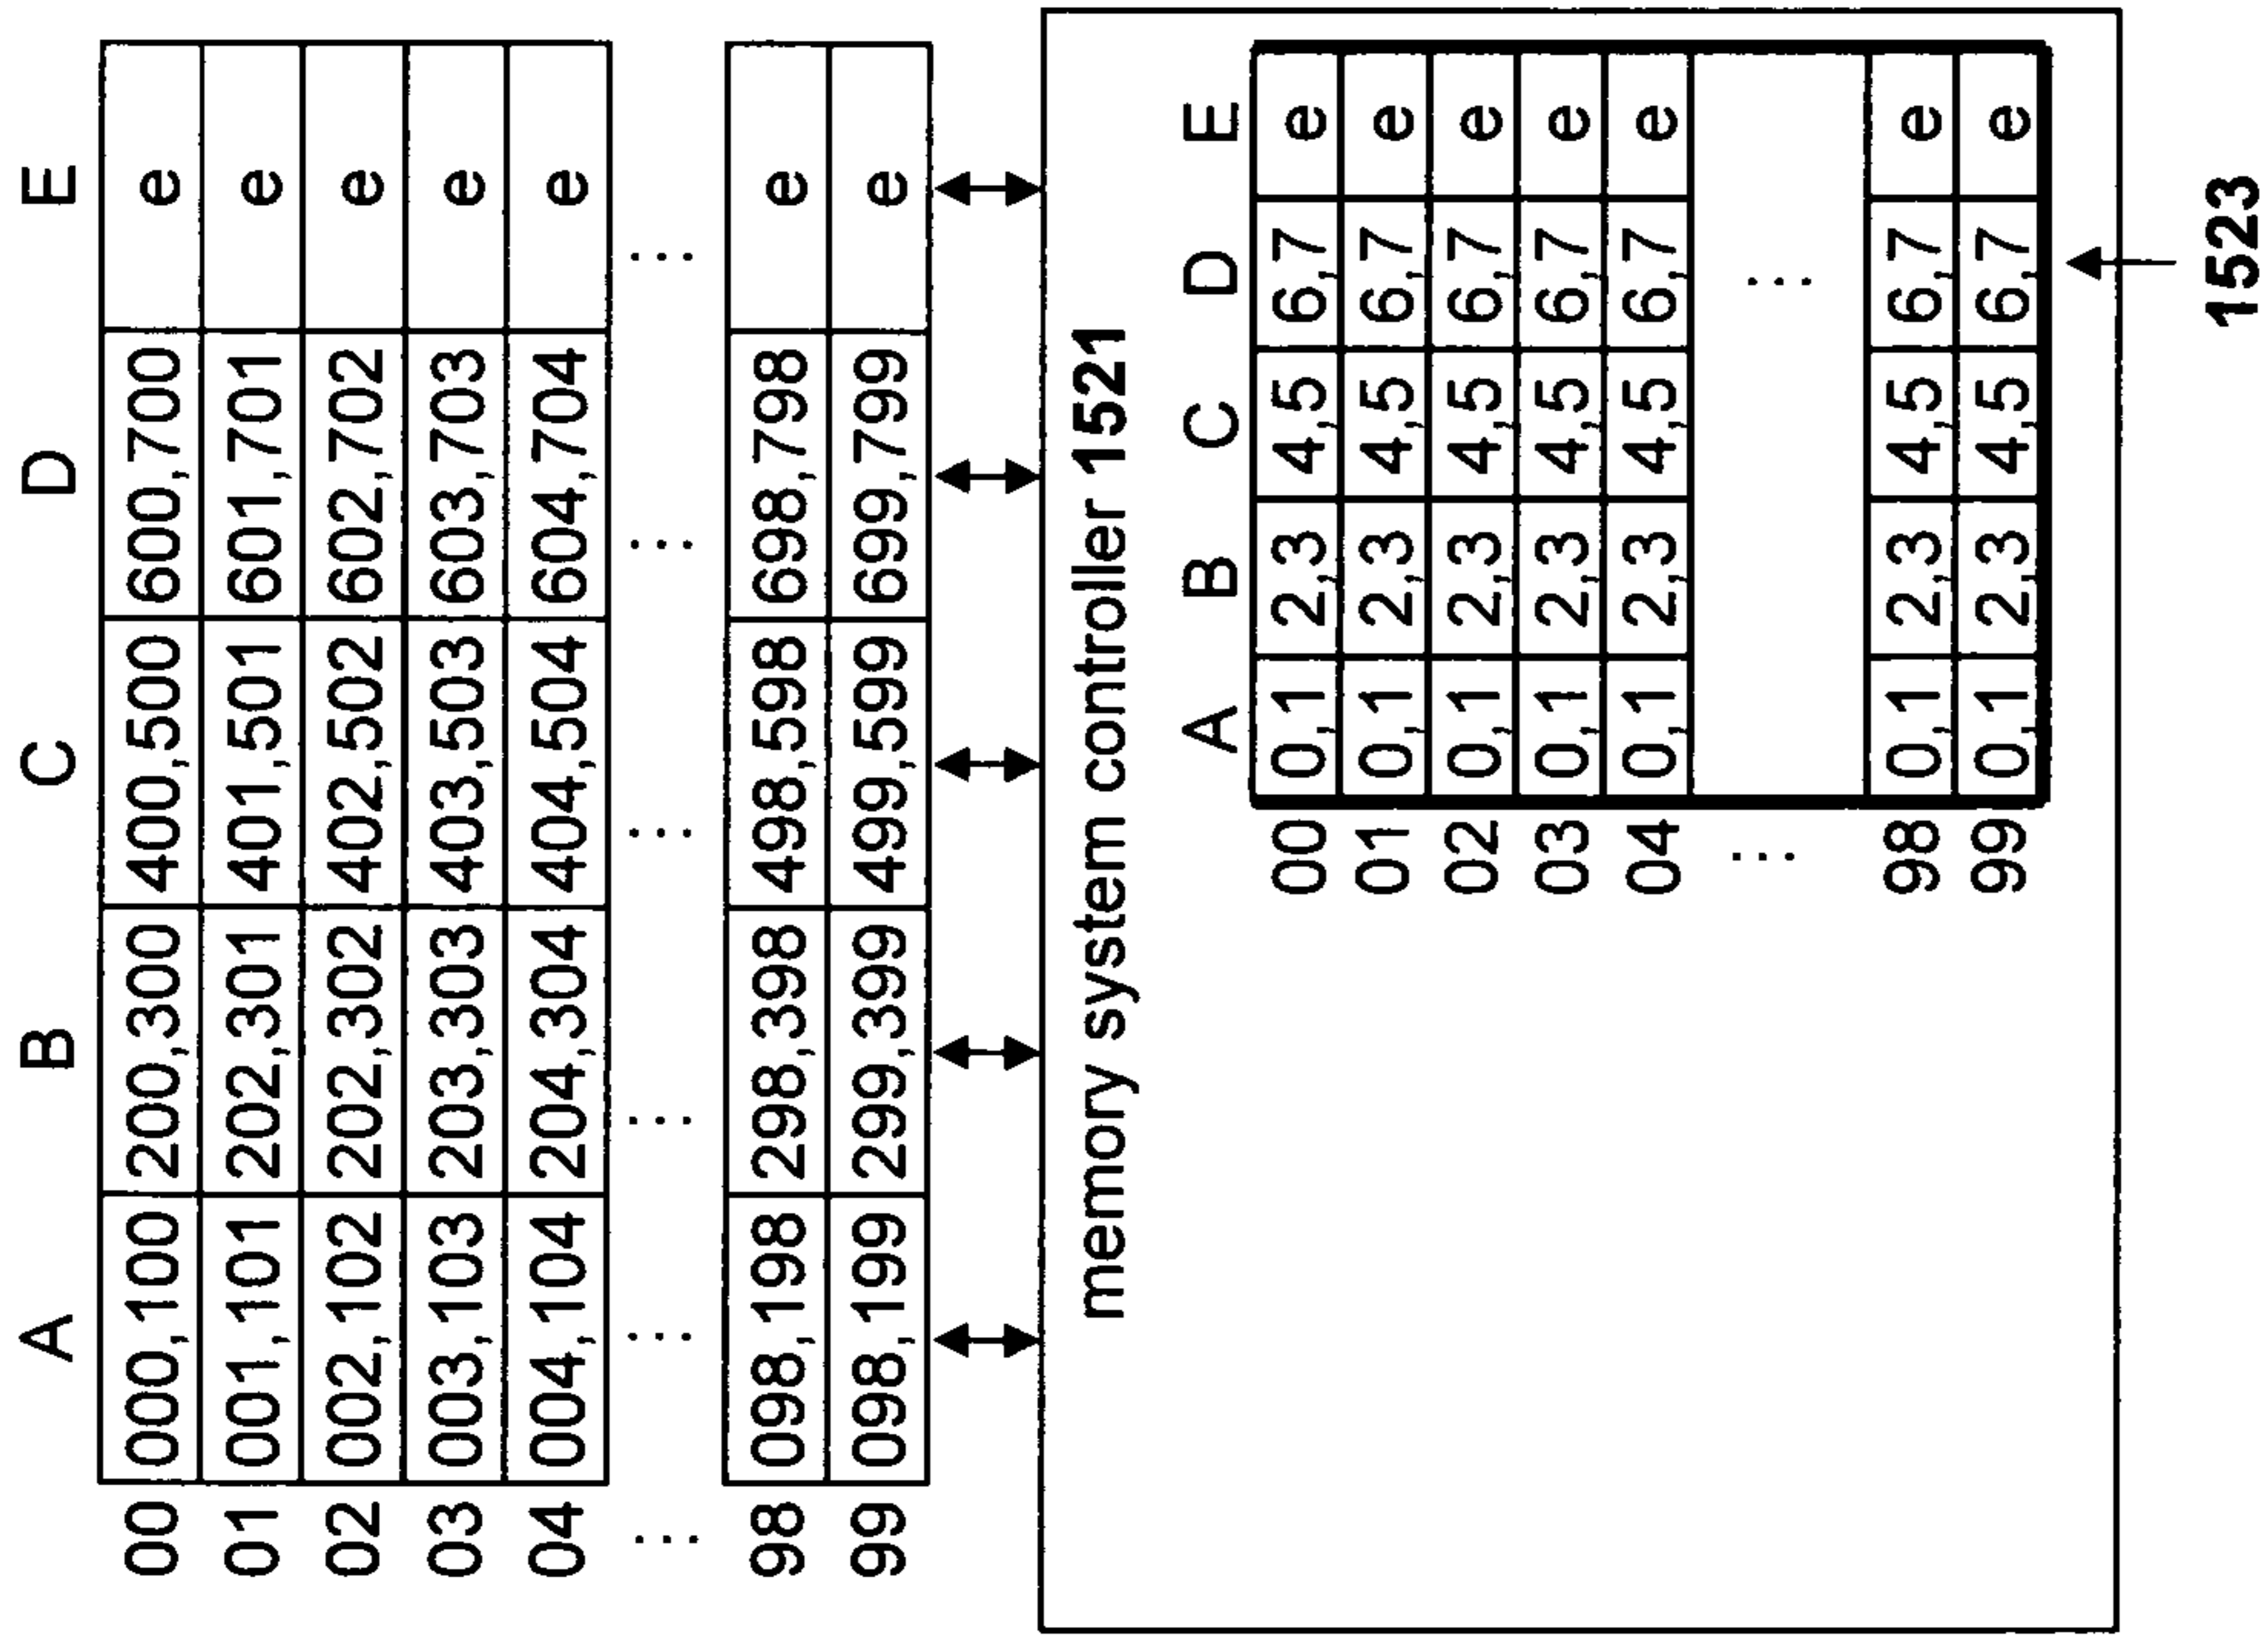 A B C D E
00 000,100 200,300 400,500 600,700 e
01 001,101 202,301 401,501 601,701 e
02 002,102 202,302 402,502 602,702 e
03 003,103 203,303 403,503 603,703 e
04 004,104 204,304 404,504 604,704 e
... ... ... ... ... ...
98 098,198 298,398 498,598 698,798 e
99 098,199 299,399 499,599 699,799 e
memory system controller 1521
A B C D E
00 0,1 2,3 4,5 6,7 e
01 0,1 2,3 4,5 6,7 e
02 0,1 2,3 4,5 6,7 e
03 0,1 2,3 4,5 6,7 e
04 0,1 2,3 4,5 6,7 e
... ...
98 0,1 2,3 4,5 6,7 e
99 0,1 2,3 4,5 6,7 e
1523